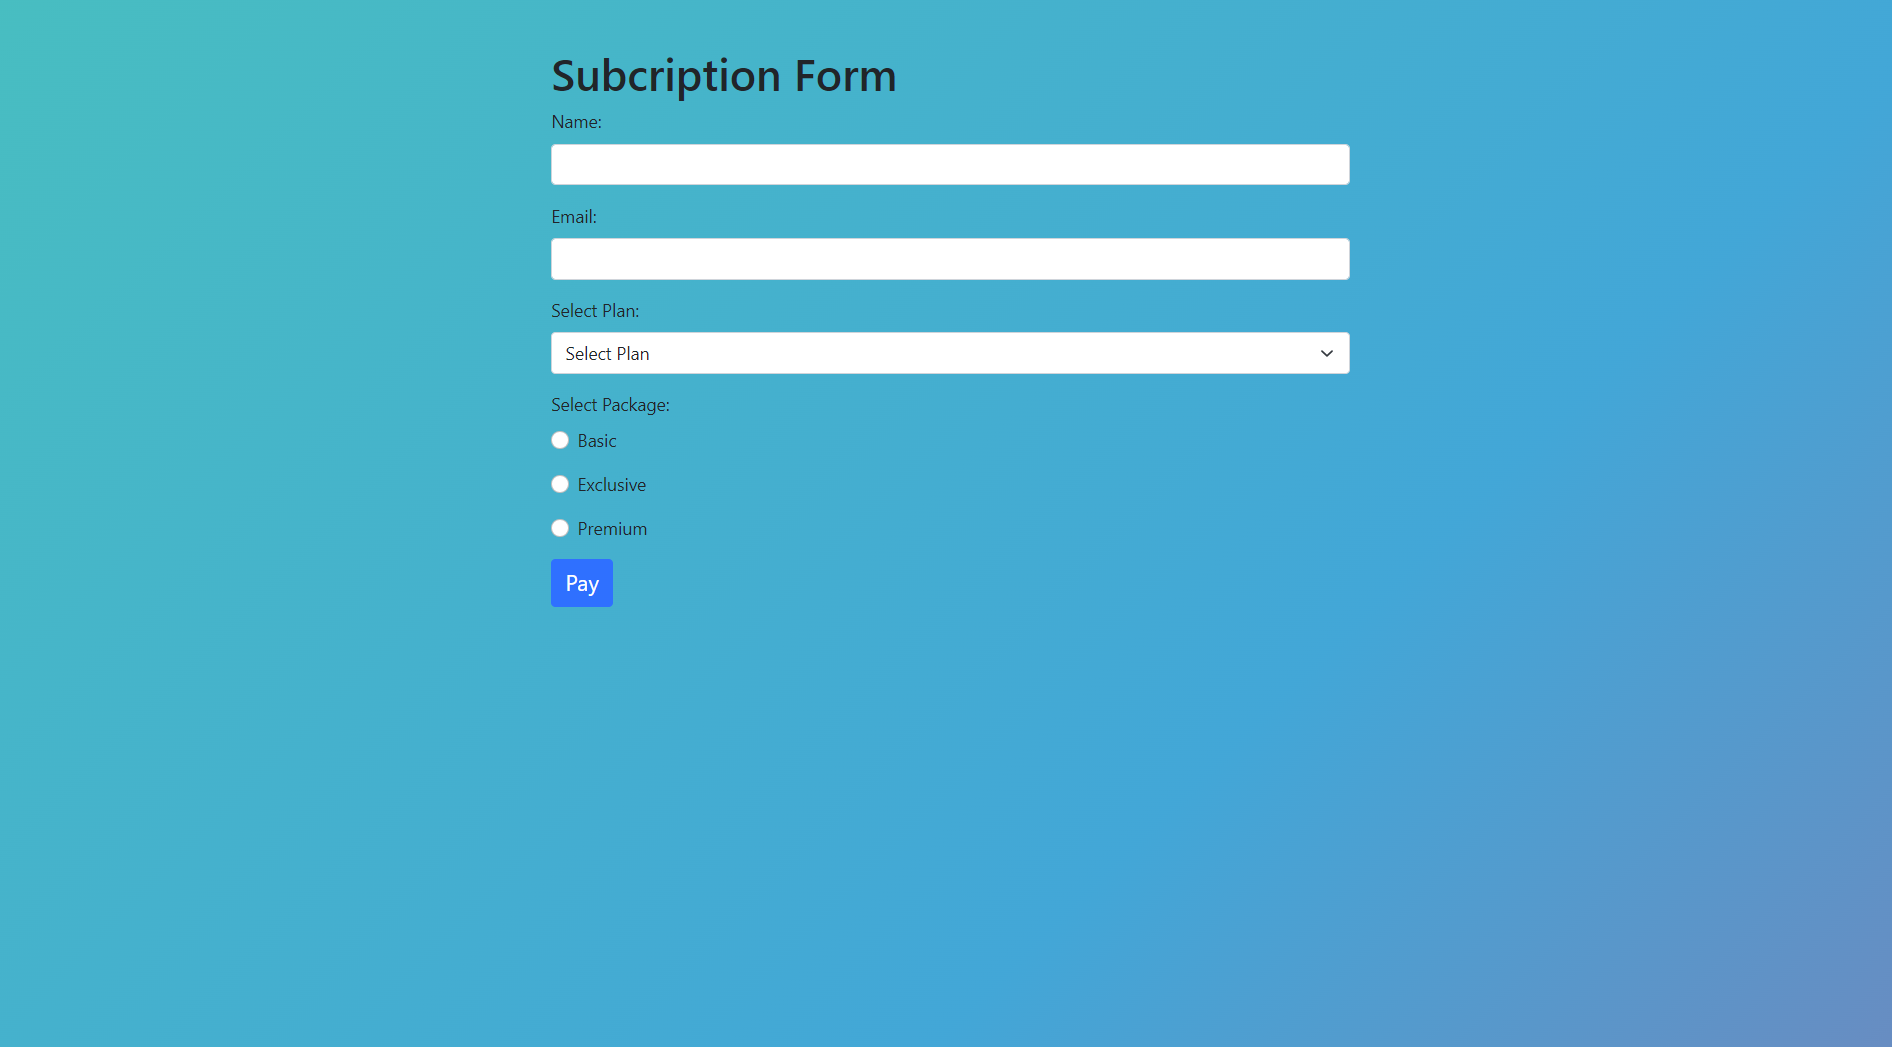 Subcription Form
Name:
Email:
Select Plan:
Select Plan
Select Package:
Basic
Exclusive
Premium
Pay